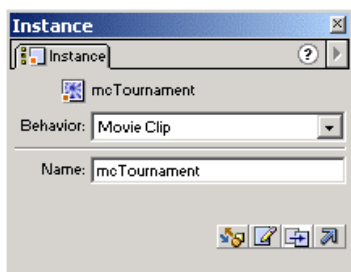 Instance
Instance ?
mcTournament
Behavior: Movie Clip
Name: mcTournament